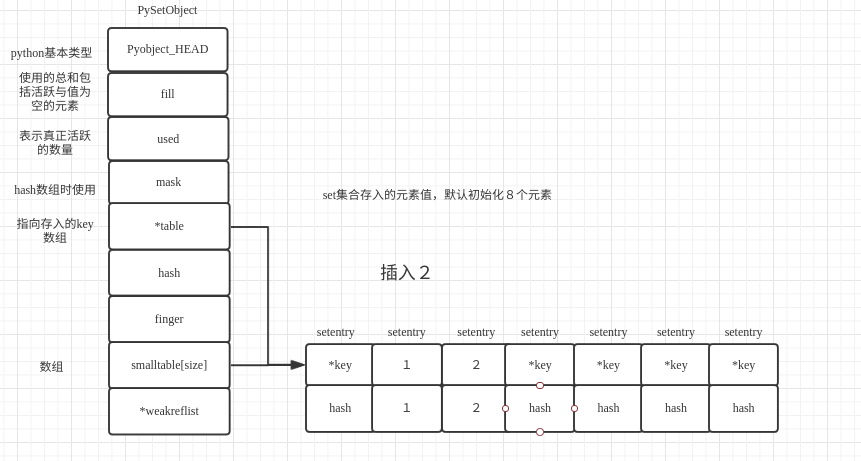 PySetObject
python基本类型
Pyobject_HEAD
使用的总和包
括活跃与值为
空的元素
fill
表示真正活跃
的数量
used
hash数组时使用
mask
set集合存入的元素值，默认初始化８个元素
指向存入的key
数组
*table
hash
插入２
finger
setentry setentry setentry setentry setentry setentry setentry
数组
smalltable[size]
*key １ ２ *key *key *key *key
*weakreflist
hash １ ２ hash hash hash hash